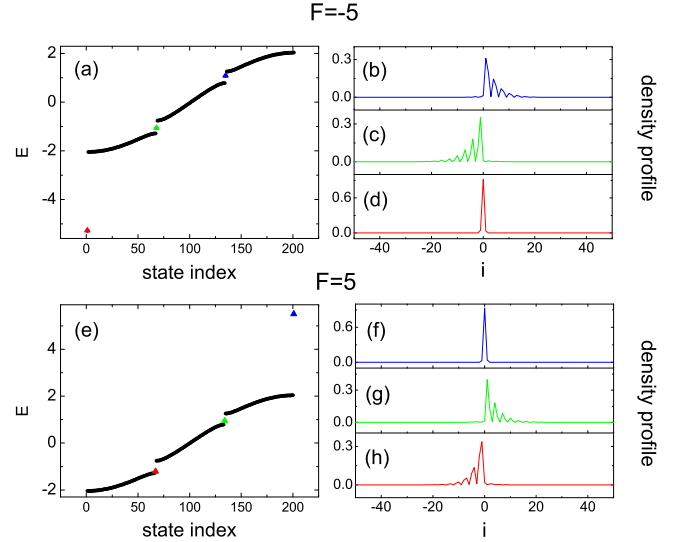 F=-5
(a)
2
0
-2
-4
E
0 50 100 150 200
state index
(b)
0.3
0.0
(c)
0.3
0.0
(d)
0.6
0.0
-40 -20 0 20 40
i
density profile
F=5
(e)
4
2
0
-2
E
0 50 100 150 200
state index
(f)
0.6
0.0
(g)
0.3
0.0
(h)
0.3
0.0
-40 -20 0 20 40
i
density profile